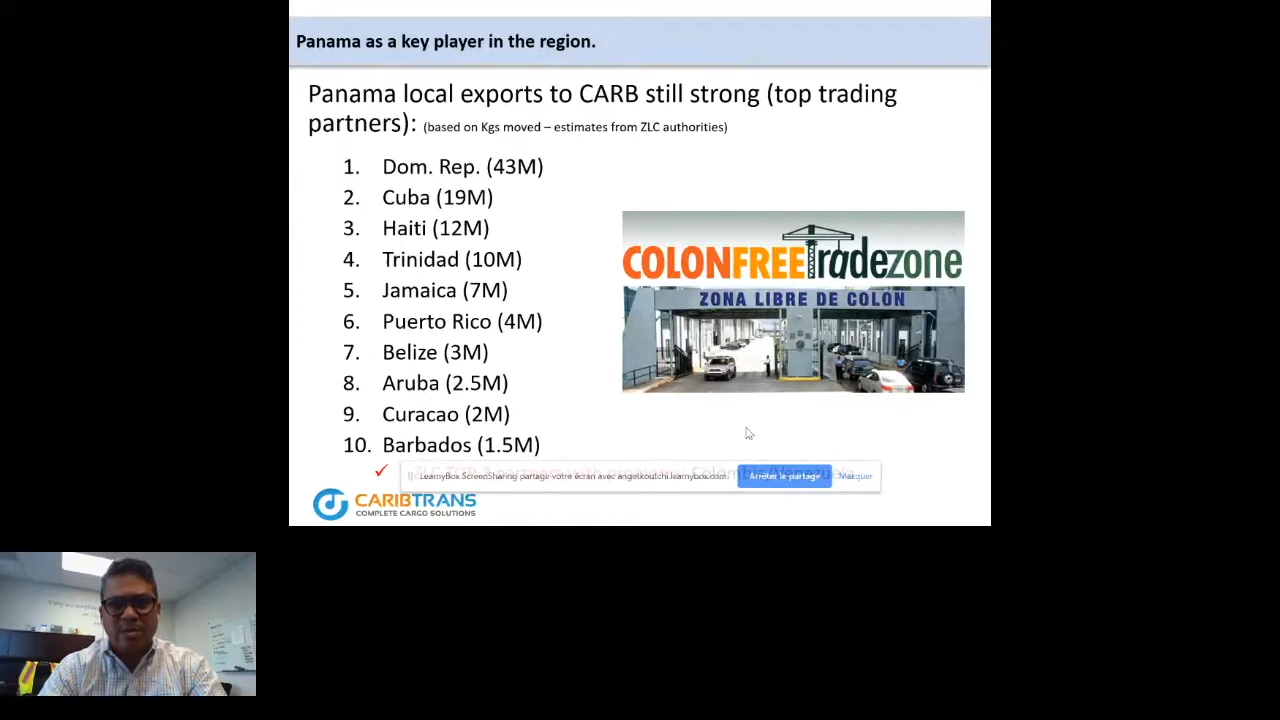 Panama as a key player in the region.
Panama local exports to CARB still strong (top trading
partners): (based on Kgs moved – estimates from ZLC authorities)
1. Dom. Rep. (43M)
2. Cuba (19M)
3. Haiti (12M)
4. Trinidad (10M)
5. Jamaica (7M)
6. Puerto Rico (4M)
7. Belize (3M)
8. Aruba (2.5M)
9. Curacao (2M)
10. Barbados (1.5M)
COLONFREETradezone
ZONA LIBRE DE COLON
Colombia/Venezuela
LearnyBox ScreenSharing partage votre écran avec angetkoutchi.learnybox.com.
Arrêter le partage
Masquer
CARIBTRANS
COMPLETE CARGO SOLUTIONS